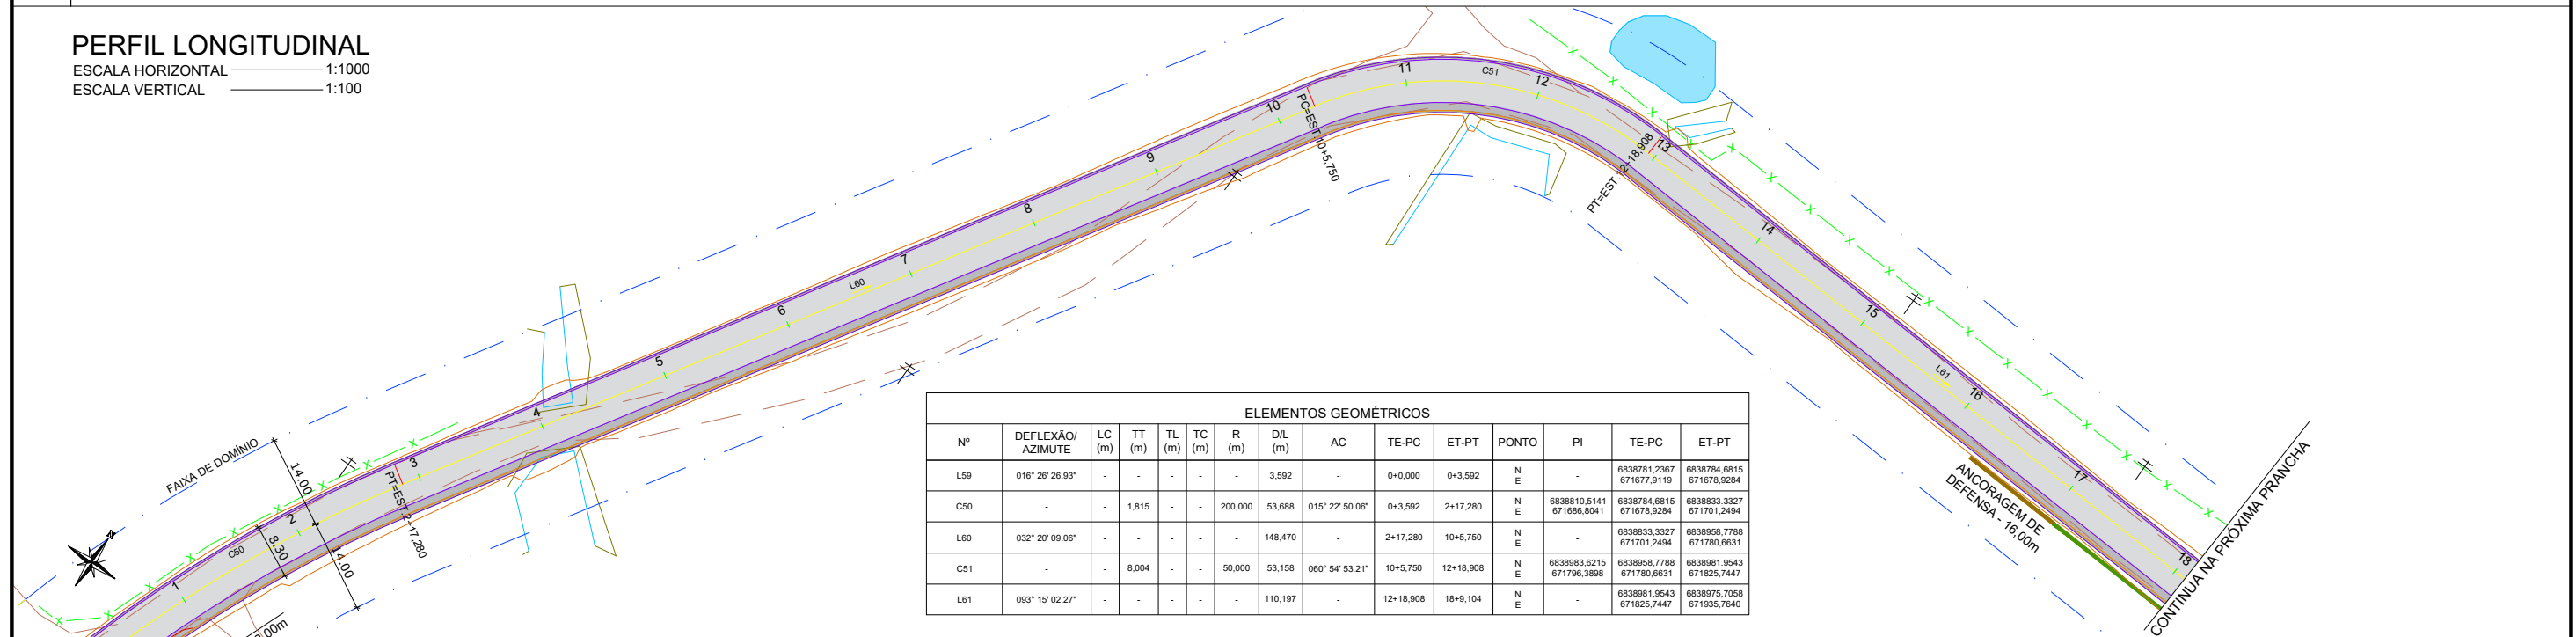 PERFIL LONGITUDINAL
ESCALA HORIZONTAL 1:1000
ESCALA VERTICAL 1:100
FAIXA DE DOMÍNIO
14.00
8.30
14.00
C50
1
2
3
PT=EST.2+17,280
4
5
6
L60
7
8
9
10
PC=EST.10+5,750
11
C51
12
PT=EST.12+18,908
13
14
15
L61
16
17
18
ANCORAGEM DE
DEFENSA - 16,00m
CONTINUA NA PRÓXIMA PRANCHA
ELEMENTOS GEOMÉTRICOS
Nº DEFLEXÃO/ AZIMUTE LC (m) TT (m) TL (m) TC (m) R (m) D/L (m) AC TE-PC ET-PT PONTO PI TE-PC ET-PT
L59 016° 26' 26.93" - - - - - 3,592 - 0+0,000 0+3,592 N - 6838781,2367 6838784,6815
E 671677,9119 671678,9284
C50 - - 1,815 - - 200,000 53,688 015° 22' 50.06" 0+3,592 2+17,280 N 6838810,5141 6838784,6815 6838833.3327
E 671686,8041 671678,9284 671701,2494
L60 032° 20' 09.06" - - - - - 148,470 - 2+17,280 10+5,750 N - 6838833,3327 6838958,7788
E 671701,2494 671780,6631
C51 - - 8,004 - - 50,000 53,158 060° 54' 53.21" 10+5,750 12+18,908 N 6838983,6215 6838958,7788 6838981.9543
E 671796,3898 671780,6631 671825,7447
L61 093° 15' 02.27" - - - - - 110,197 - 12+18,908 18+9,104 N - 6838981,9543 6838975,7058
E 671825,7447 671935,7640